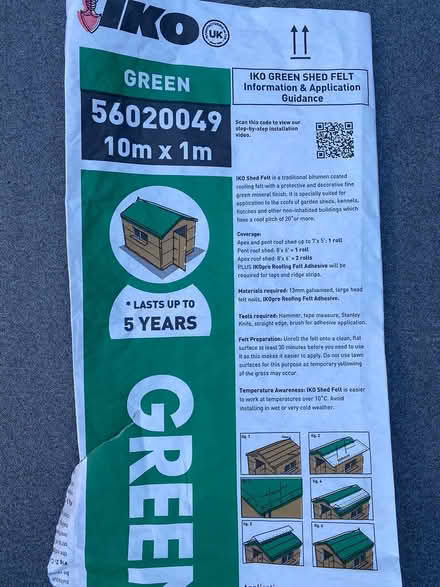 IKO
UK
GREEN
56020049
10m x 1m
* LASTS UP TO
5 YEARS
GREEN
IKO GREEN SHED FELT
Information & Application
Guidance
Scan this code to view our
step-by-step installation
video.
IKO Shed Felt is a traditional bitumen coated
roofing felt with a protective and decorative fine
green mineral finish. It is specially suited for
application to the roofs of garden sheds, kennels,
hutches and other non-inhabited buildings which
have a roof pitch of 20° or more.
Coverage:
Apex and pent roof shed up to 7'x 5': 1 roll
Pent roof shed: 8'x 6' = 1 roll
Apex roof shed: 8'x 6' = 2 rolls
PLUS IKOpro Roofing Felt Adhesive will be
required for laps and ridge strips.
Materials required: 13mm galvanised, large head
felt nails, IKOpro Roofing Felt Adhesive.
Tools required: Hammer, tape measure, Stanley
Knife, straight edge, brush for adhesive application.
Felt Preparation: Unroll the felt onto a clean, flat
surface at least 30 minutes before you need to use
it as this makes it easier to apply. Do not use lawn
surfaces for this purpose as temporary yellowing
of the grass may occur.
Temperature Awareness: IKO Shed Felt is easier
to work at temperatures over 10°C. Avoid
installing in wet or very cold weather.
Fig. 1
Fig. 2
Fig. 4
Fig. 5
Fig. 6